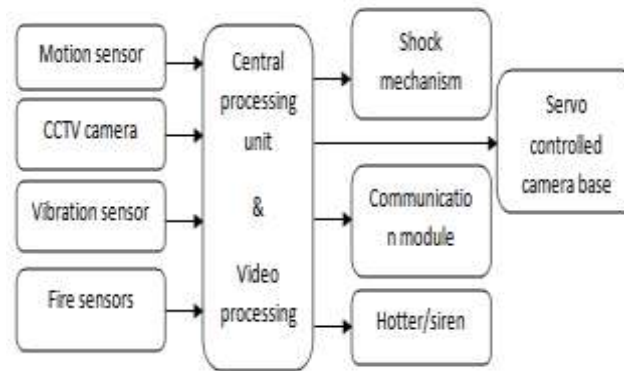 Motion sensor
CCTV camera
Vibration sensor
Fire sensors
Central
processing
unit
&
Video
processing
Shock
mechanism
Servo
controlled
camera base
Communicatio
n module
Hotter/siren